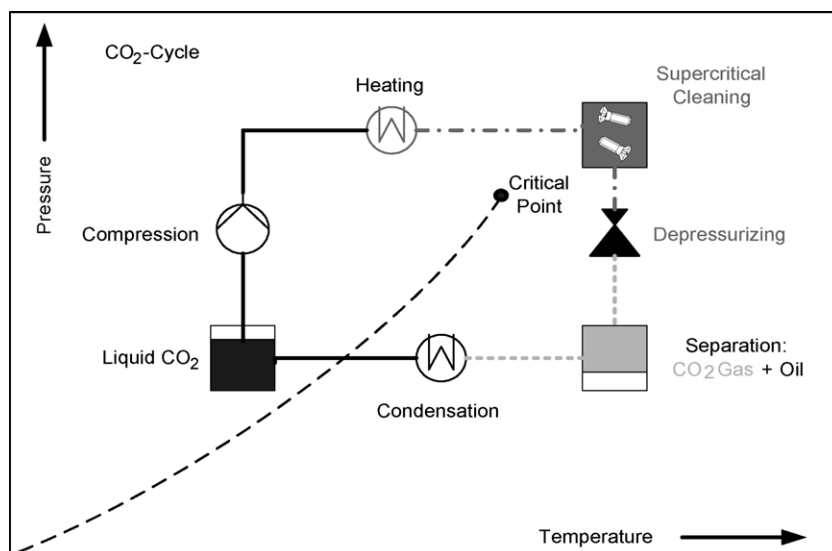 CO₂-Cycle
Pressure
Heating
Supercritical
Cleaning
Critical
Point
Compression
Depressurizing
Liquid CO₂
Condensation
Separation:
CO₂ Gas + Oil
Temperature